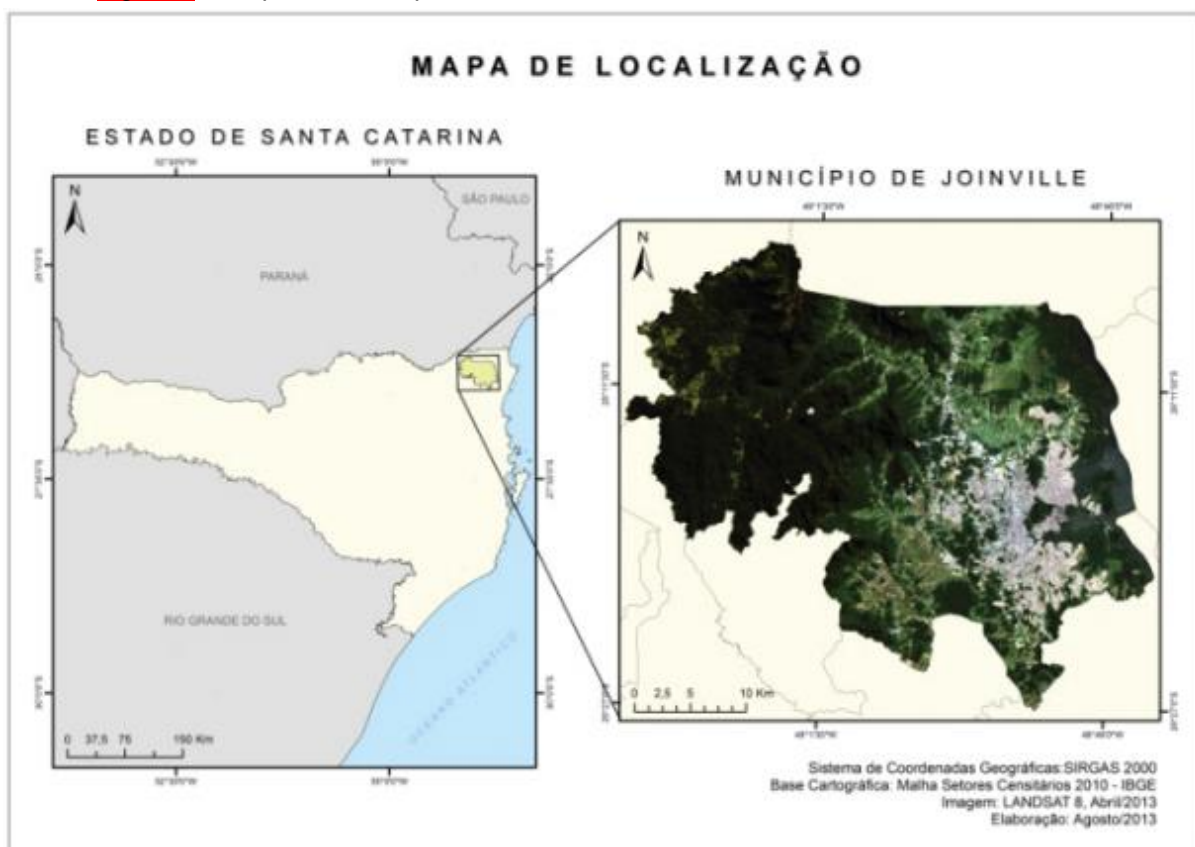 MAPA DE LOCALIZAÇÃO
ESTADO DE SANTA CATARINA
N
SÃO PAULO
PARANÁ
RIO GRANDE DO SUL
OCEANO ATLÂNTICO
0 37,5 75 150 Km
MUNICÍPIO DE JOINVILLE
N
0 2,5 5 10 Km
Sistema de Coordenadas Geográficas:SIRGAS 2000
Base Cartográfica: Malha Setores Censitários 2010 - IBGE
Imagem: LANDSAT 8, Abril/2013
Elaboração: Agosto/2013